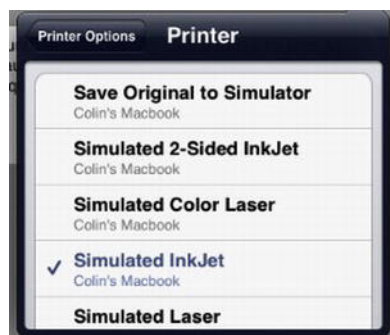 Printer Options
Printer
Save Original to Simulator
Colin's Macbook
Simulated 2-Sided InkJet
Colin's Macbook
Simulated Color Laser
Colin's Macbook
Simulated InkJet
Colin's Macbook
Simulated Laser